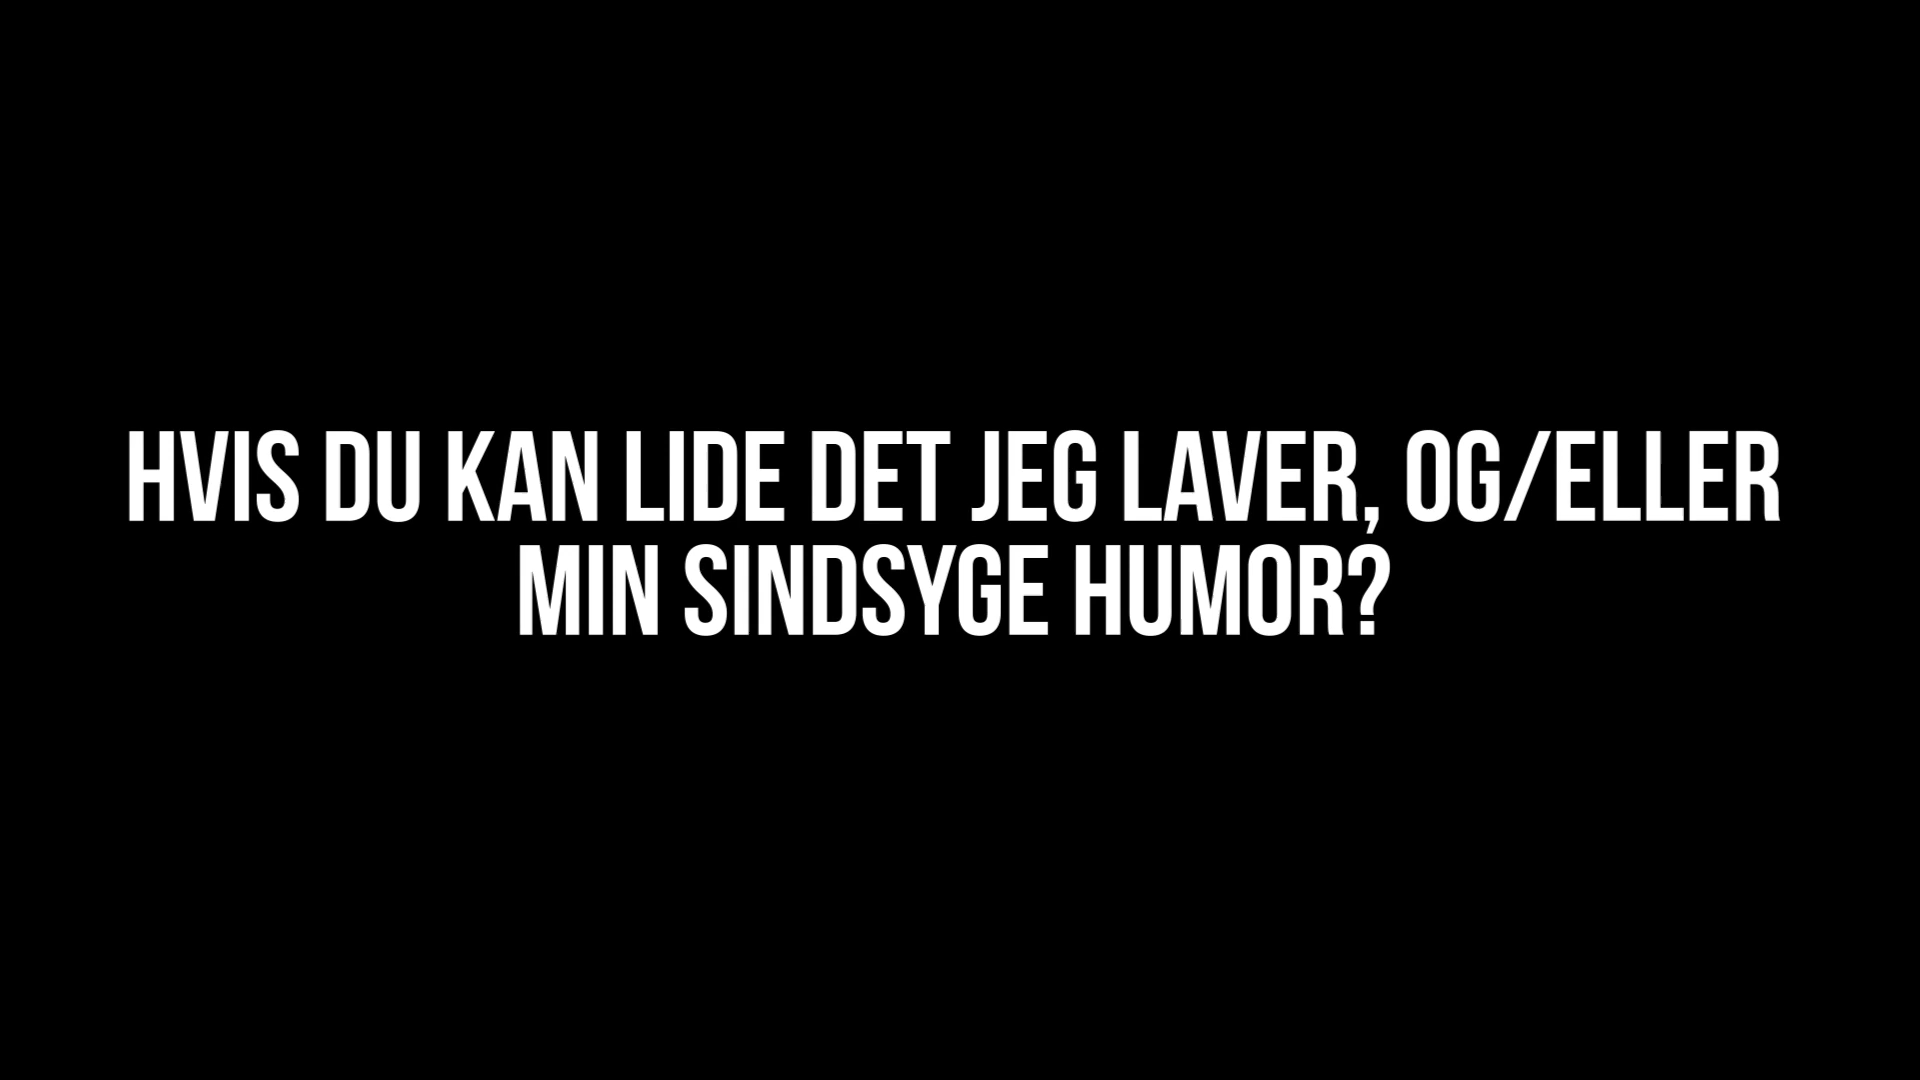 HVIS DU KAN LIDE DET JEG LAVER, OG/ELLER
MIN SINDSYGE HUMOR?